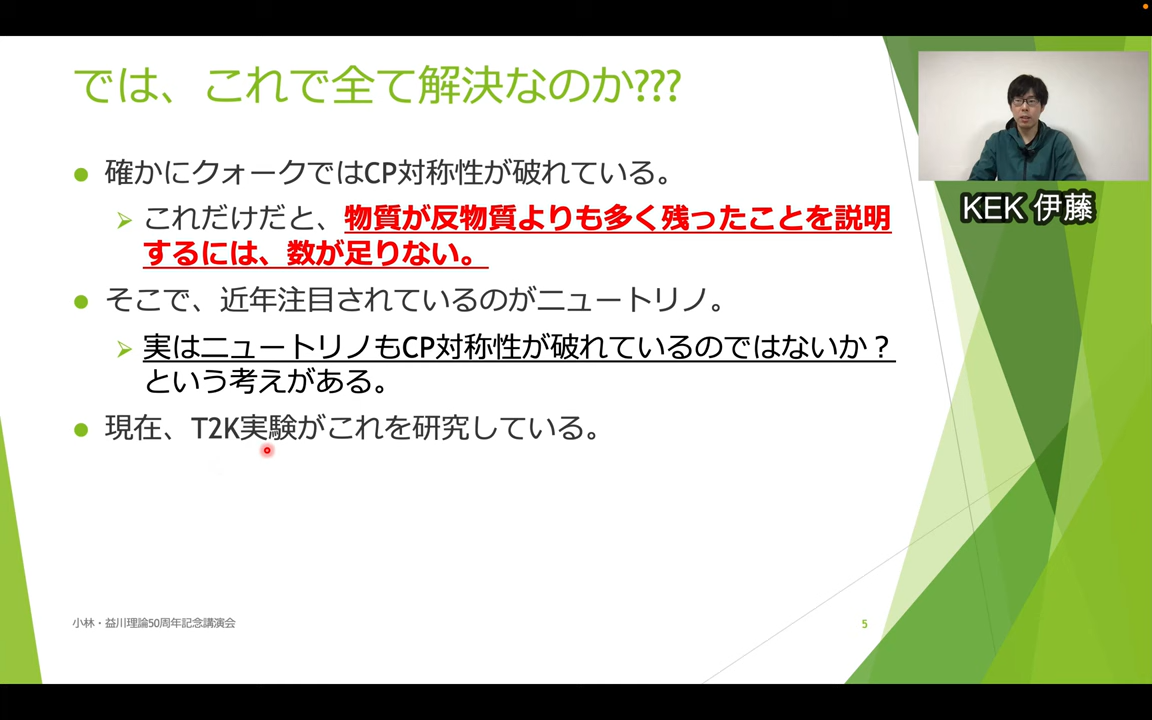 では、これで全て解決なのか???
確かにクォークではCP対称性が破れている。
これだけだと、物質が反物質よりも多く残ったことを説明
するには、数が足りない。
そこで、近年注目されているのがニュートリノ。
実はニュートリノもCP対称性が破れているのではないか？
という考えがある。
現在、T2K実験がこれを研究している。
KEK 伊藤
小林・益川理論50周年記念講演会
5